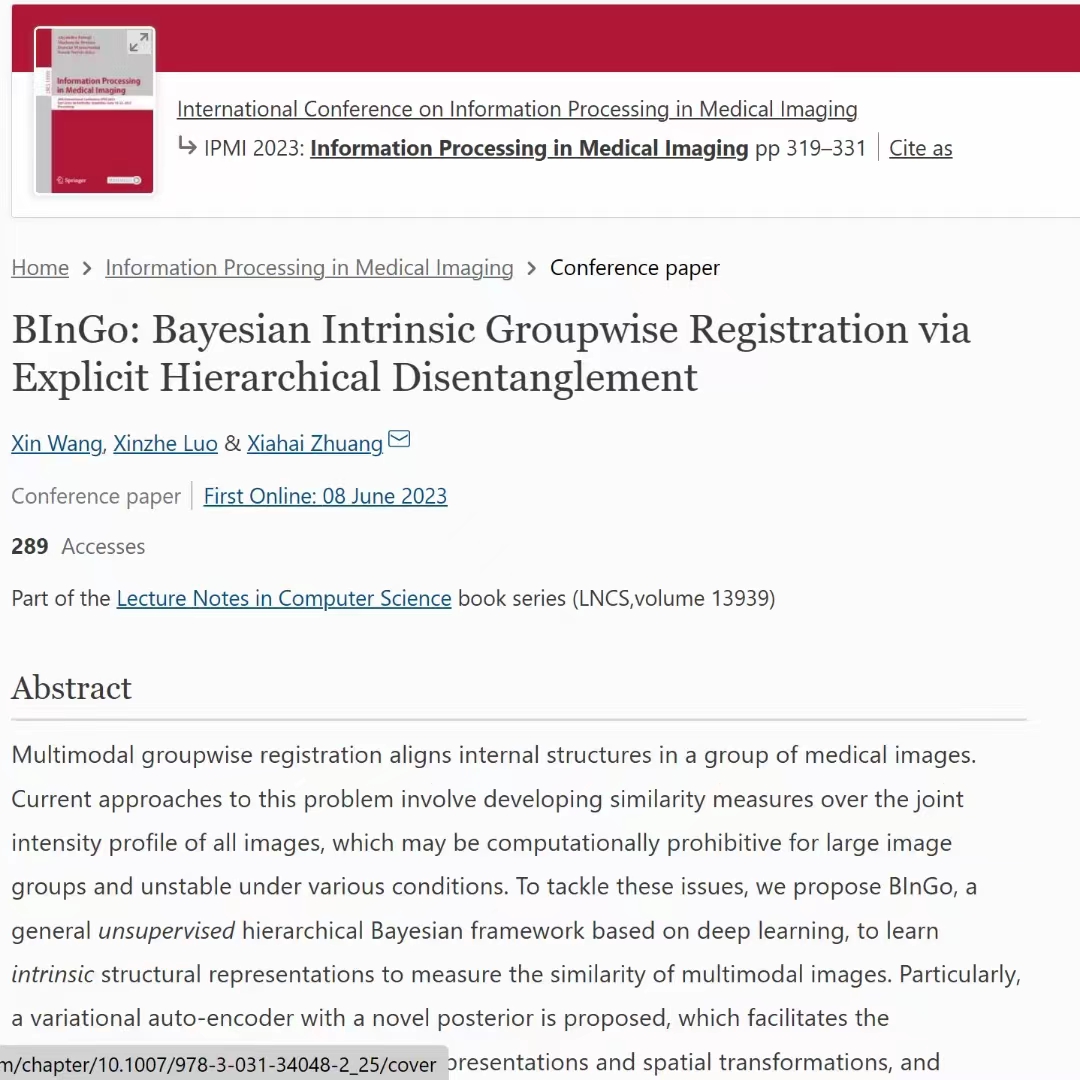 Information Processing
in Medical Imaging
Springer
International Conference on Information Processing in Medical Imaging
IPMI 2023: Information Processing in Medical Imaging pp 319–331 Cite as
Home > Information Processing in Medical Imaging > Conference paper
BInGo: Bayesian Intrinsic Groupwise Registration via
Explicit Hierarchical Disentanglement
Xin Wang, Xinzhe Luo & Xiahai Zhuang
Conference paper First Online: 08 June 2023
289 Accesses
Part of the Lecture Notes in Computer Science book series (LNCS,volume 13939)
Abstract
Multimodal groupwise registration aligns internal structures in a group of medical images.
Current approaches to this problem involve developing similarity measures over the joint
intensity profile of all images, which may be computationally prohibitive for large image
groups and unstable under various conditions. To tackle these issues, we propose BInGo, a
general unsupervised hierarchical Bayesian framework based on deep learning, to learn
intrinsic structural representations to measure the similarity of multimodal images. Particularly,
a variational auto-encoder with a novel posterior is proposed, which facilitates the
m/chapter/10.1007/978-3-031-34048-2_25/cover presentations and spatial transformations, and